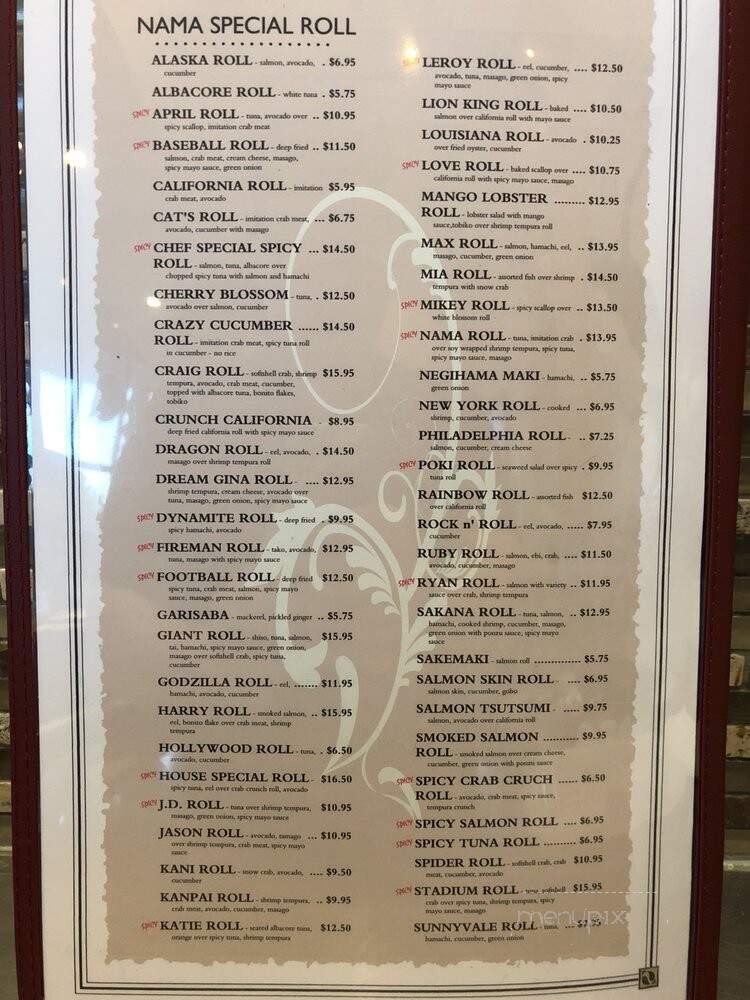 NAMA SPECIAL ROLL
ALASKA ROLL - salmon, avocado, . $6.95
cucumber
ALBACORE ROLL - white tuna . $5.75
SPICY APRIL ROLL - tuna, avocado over .. $10.95
spicy scallop, imitation crab meat
SPICY BASEBALL ROLL - deep fried .. $11.50
salmon, crab meat, cream cheese, masago,
spicy mayo sauce, green onion
CALIFORNIA ROLL - imitation $5.95
crab meat, avocado
CAT'S ROLL - imitation crab meat, ... $6.75
avocado, cucumber with masago
SPICY CHEF SPECIAL SPICY ... $14.50
ROLL - salmon, tuna, albacore over
chopped spicy tuna with salmon and hamachi
CHERRY BLOSSOM - tuna, . $12.50
avocado over salmon, cucumber
CRAZY CUCUMBER ...... $14.50
ROLL - imitation crab meat, spicy tuna roll
in cucumber - no rice
CRAIG ROLL - softshell crab, shrimp $15.95
tempura, avocado, crab meat, cucumber,
topped with albacore tuna, bonito flakes,
tobiko
CRUNCH CALIFORNIA - $8.95
deep fried california roll with spicy mayo sauce
DRAGON ROLL - eel, avocado, . $14.50
masago over shrimp tempura roll
DREAM GINA ROLL - .... $12.95
shrimp tempura, cream cheese, avocado over
tuna, masago, green onion, spicy mayo sauce
SPICY DYNAMITE ROLL - deep fried . $9.95
spicy hamachi, avocado
SPICY FIREMAN ROLL - tako, avocado, $12.95
tuna, masago with spicy mayo sauce
SPICY FOOTBALL ROLL - deep fried $12.50
spicy tuna, crab meat, salmon, spicy mayo
sauce, masago, green onion
GARISABA - mackerel, pickled ginger .. $5.75
GIANT ROLL - shiso, tuna, salmon, $15.95
tai, hamachi, spicy mayo sauce, green onion,
masago over softshell crab, spicy tuna,
cucumber
GODZILLA ROLL - eel, ....... $11.95
hamachi, avocado, cucumber
HARRY ROLL - smoked salmon, .. $15.95
eel, bonito flake over crab meat, shrimp
tempura
HOLLYWOOD ROLL - tuna, . $6.50
avocado, cucumber
SPICY HOUSE SPECIAL ROLL - $16.50
spicy tuna, eel over crab crunch roll, avocado
SPICY J.D. ROLL - tuna over shrimp tempura, $10.95
masago, green onion, spicy mayo sauce
JASON ROLL - avocado, tamago ... $10.95
over shrimp tempura, crab meat, spicy mayo
sauce
KANI ROLL - snow crab, avocado, .... $9.50
cucumber
KANPAI ROLL - shrimp tempura, .. $9.95
crab meat, avocado, cucumber, masago
SPICY KATIE ROLL - seared albacore tuna, $12.50
orange over spicy tuna, shrimp tempura
LEROY ROLL - eel, cucumber, .... $12.50
avocado, tuna, masago, green onion, spicy
mayo sauce
LION KING ROLL - baked .... $10.50
salmon over california roll with mayo sauce
LOUISIANA ROLL - avocado . $10.25
over fried oyster, cucumber
SPICY LOVE ROLL - baked scallop over .... $10.75
california roll with spicy mayo sauce, masago
MANGO LOBSTER ......... $12.95
ROLL - lobster salad with mango
sauce,tobiko over shrimp tempura roll
MAX ROLL - salmon, hamachi, eel, .. $13.95
masago, cucumber, green onion
MIA ROLL - assorted fish over shrimp . $14.50
tempura with snow crab
SPICY MIKEY ROLL - spicy scallop over .. $13.50
white blossom roll
SPICY NAMA ROLL - tuna, imitation crab . $13.95
over soy wrapped shrimp tempura, spicy tuna,
spicy mayo sauce, masago
NEGIHAMA MAKI - hamachi, .. $5.75
green onion
NEW YORK ROLL - cooked ... $6.95
shrimp, cucumber, avocado
PHILADELPHIA ROLL - .. $7.25
salmon, cucumber, cream cheese
SPICY POKI ROLL - seaweed salad over spicy . $9.95
tuna roll
RAINBOW ROLL - assorted fish $12.50
over california roll
ROCK n' ROLL - eel, avocado, ..... $7.95
cucumber
RUBY ROLL - salmon, ebi, crab, .... $11.50
avocado, cucumber, masago
SPICY RYAN ROLL - salmon with variety .. $11.95
sauce over crab, shrimp tempura
SAKANA ROLL - tuna, salmon, .. $12.95
hamachi, cooked shrimp, cucumber, masago,
green onion with ponzu sauce, spicy mayo
sauce
SAKEMAKI - salmon roll .............. $5.75
SALMON SKIN ROLL - .... $6.95
salmon skin, cucumber, gobo
SALMON TSUTSUMI - ..... $9.75
salmon, avocado over california roll
SMOKED SALMON ........... $9.95
ROLL - smoked salmon over cream cheese,
cucumber, green onion with ponzu sauce
SPICY SPICY CRAB CRUCH ...... $6.50
ROLL - avocado, crab meat, spicy sauce,
tempura crunch
SPICY SPICY SALMON ROLL .... $6.95
SPICY SPICY TUNA ROLL .......... $6.95
SPIDER ROLL - softshell crab, crab $10.95
meat, cucumber, avocado
SPICY STADIUM ROLL - tuna, softshell $15.95
crab over spicy tuna, shrimp tempura, spicy
mayo sauce, masago
SUNNYVALE ROLL - tuna, ... $7.95
hamachi, cucumber, green onion
menupix